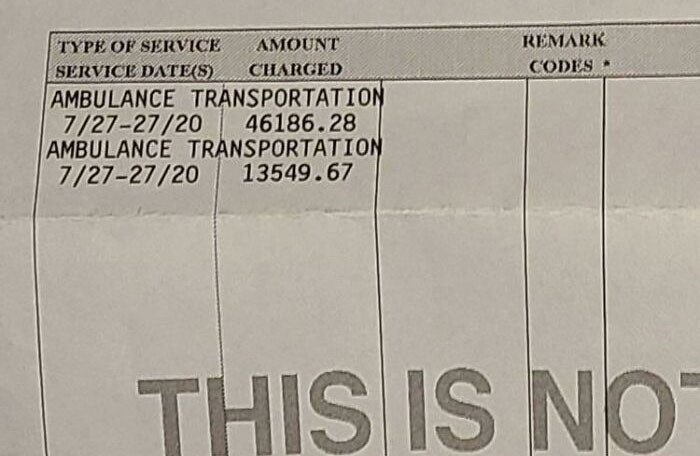 TYPE OF SERVICE AMOUNT REMARK
SERVICE DATE(S) CHARGED CODES *
AMBULANCE TRANSPORTATION
7/27-27/20 46186.28
AMBULANCE TRANSPORTATION
7/27-27/20 13549.67
THIS IS NOT